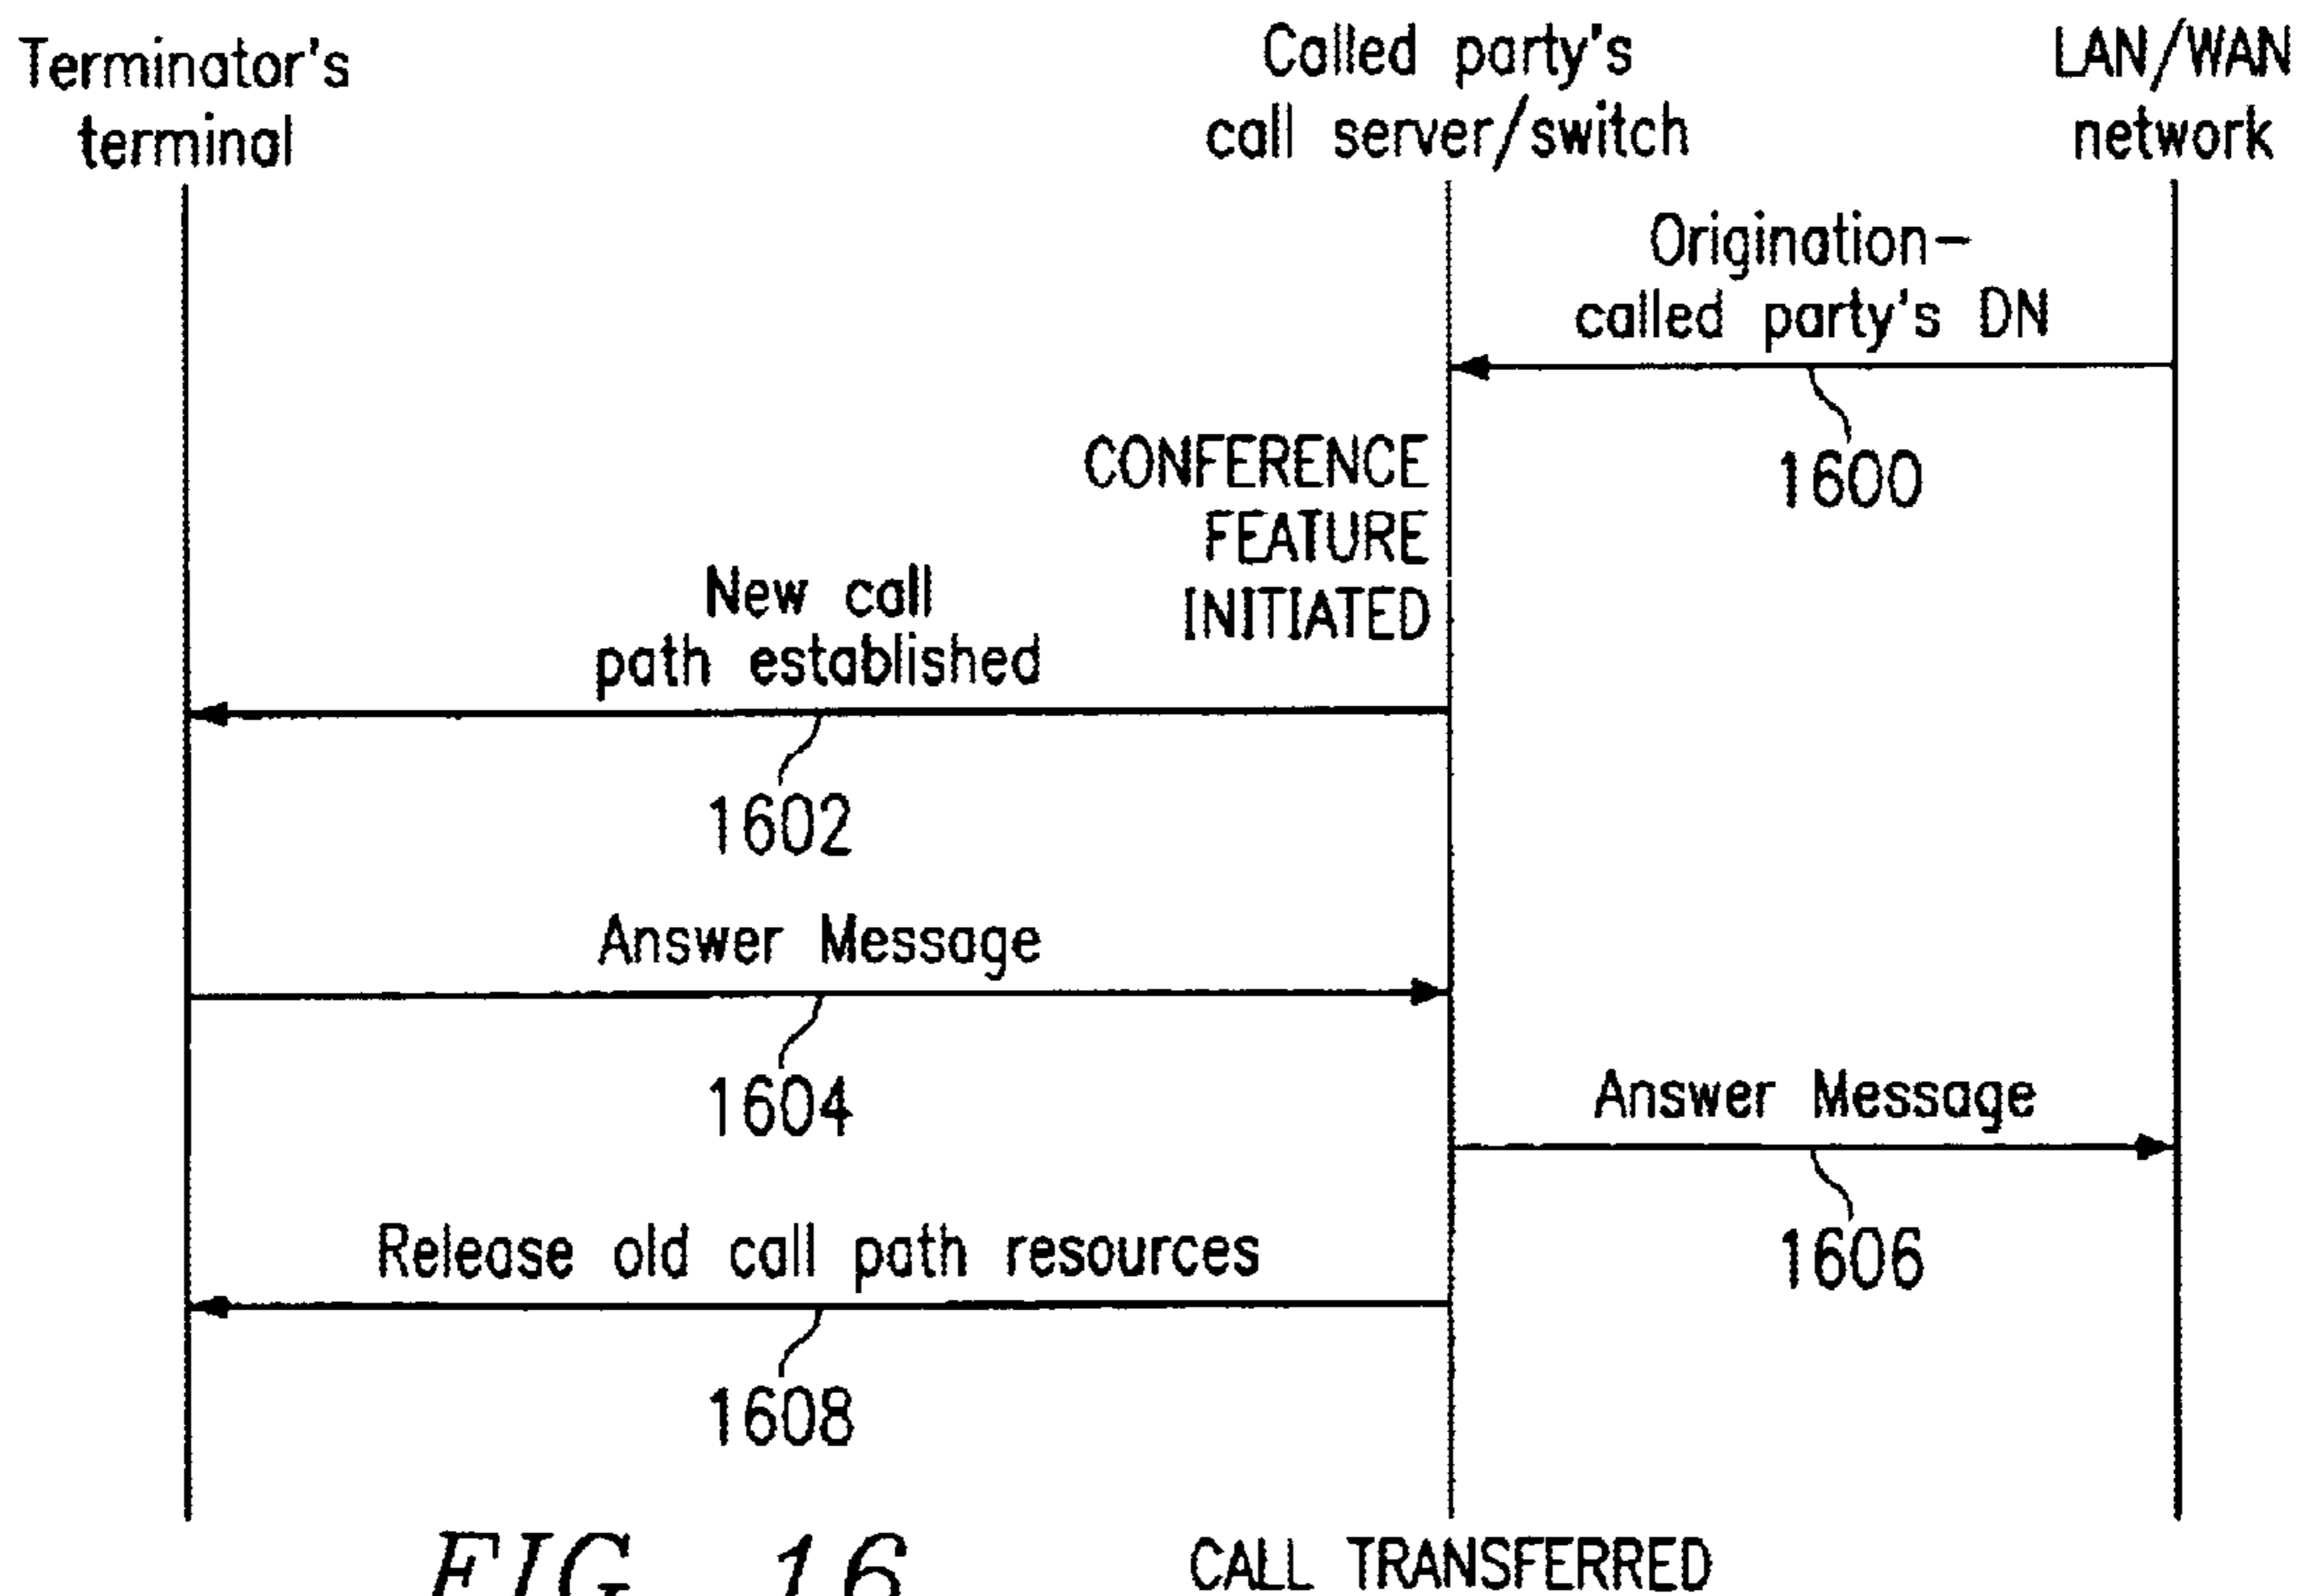 Terminator's
terminal
Called party's
call server/switch
LAN/WAN
network
Origination-
called party's DN
1600
CONFERENCE
FEATURE
INITIATED
New call
path established
1602
Answer Message
1604
Answer Message
1606
Release old call path resources
1608
CALL TRANSFERRED
FIG. 16